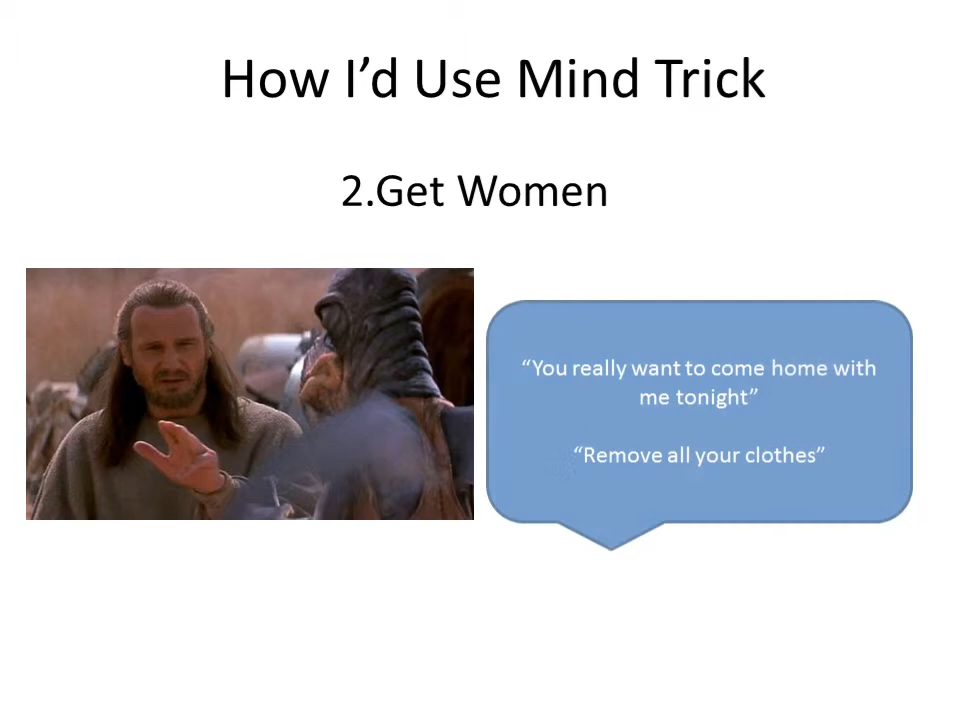 How I’d Use Mind Trick
2.Get Women
“You really want to come home with
me tonight”
“Remove all your clothes”